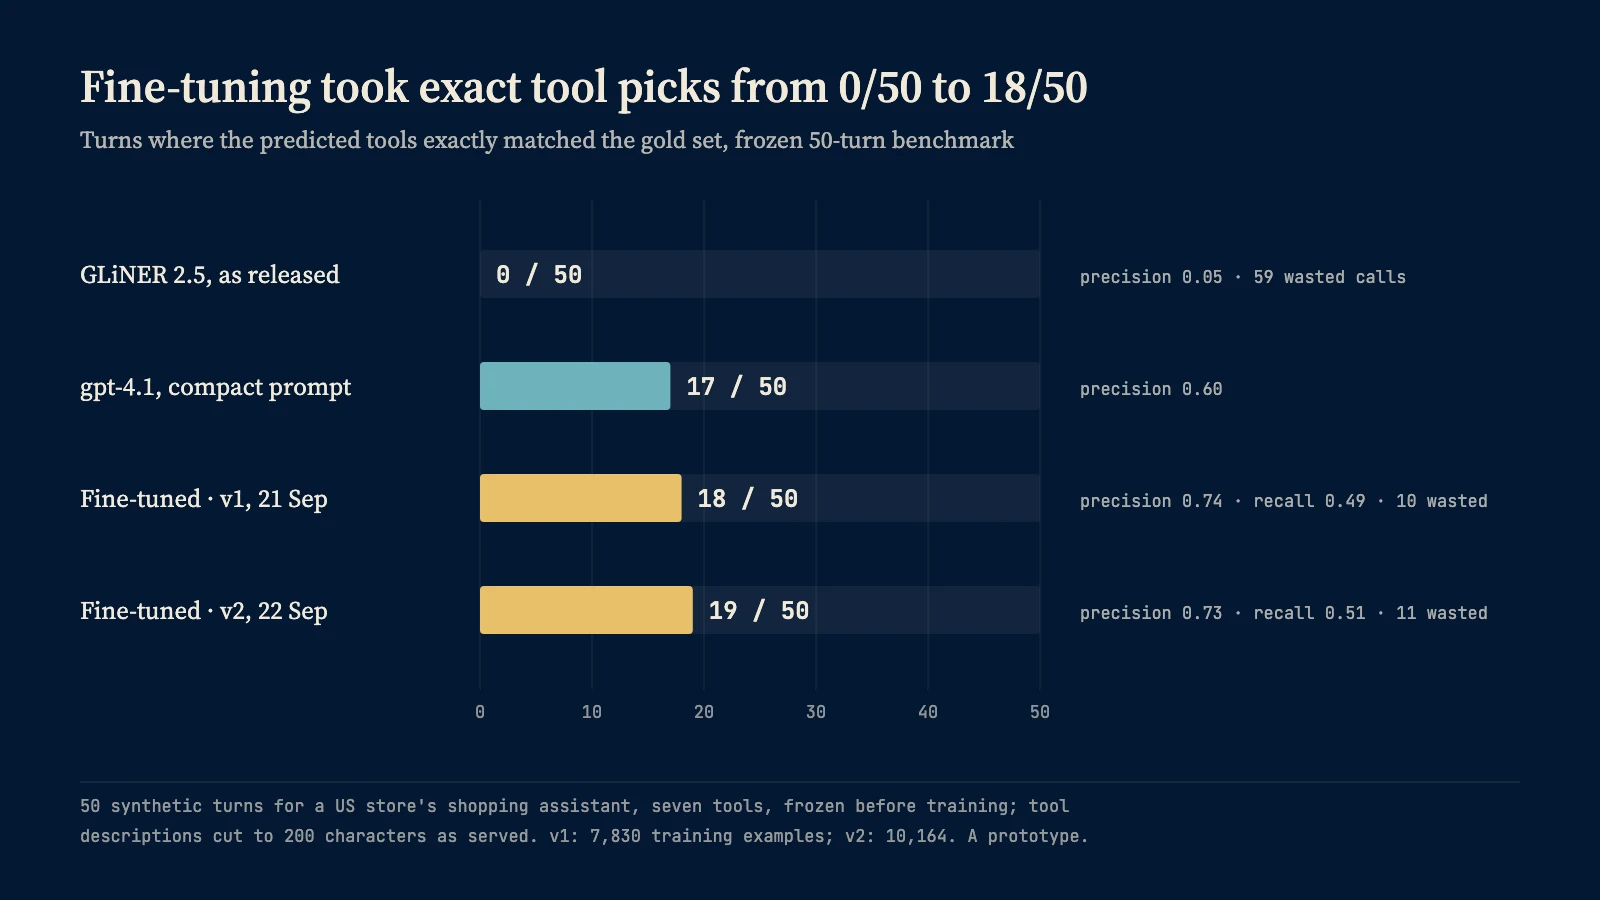 Fine-tuning took exact tool picks from 0/50 to 18/50
Turns where the predicted tools exactly matched the gold set, frozen 50-turn benchmark
GLiNER 2.5, as released
0 / 50
precision 0.05 · 59 wasted calls
gpt-4.1, compact prompt
17 / 50
precision 0.60
Fine-tuned · v1, 21 Sep
18 / 50
precision 0.74 · recall 0.49 · 10 wasted
Fine-tuned · v2, 22 Sep
19 / 50
precision 0.73 · recall 0.51 · 11 wasted
0 10 20 30 40 50
50 synthetic turns for a US store's shopping assistant, seven tools, frozen before training; tool
descriptions cut to 200 characters as served. v1: 7,830 training examples; v2: 10,164. A prototype.